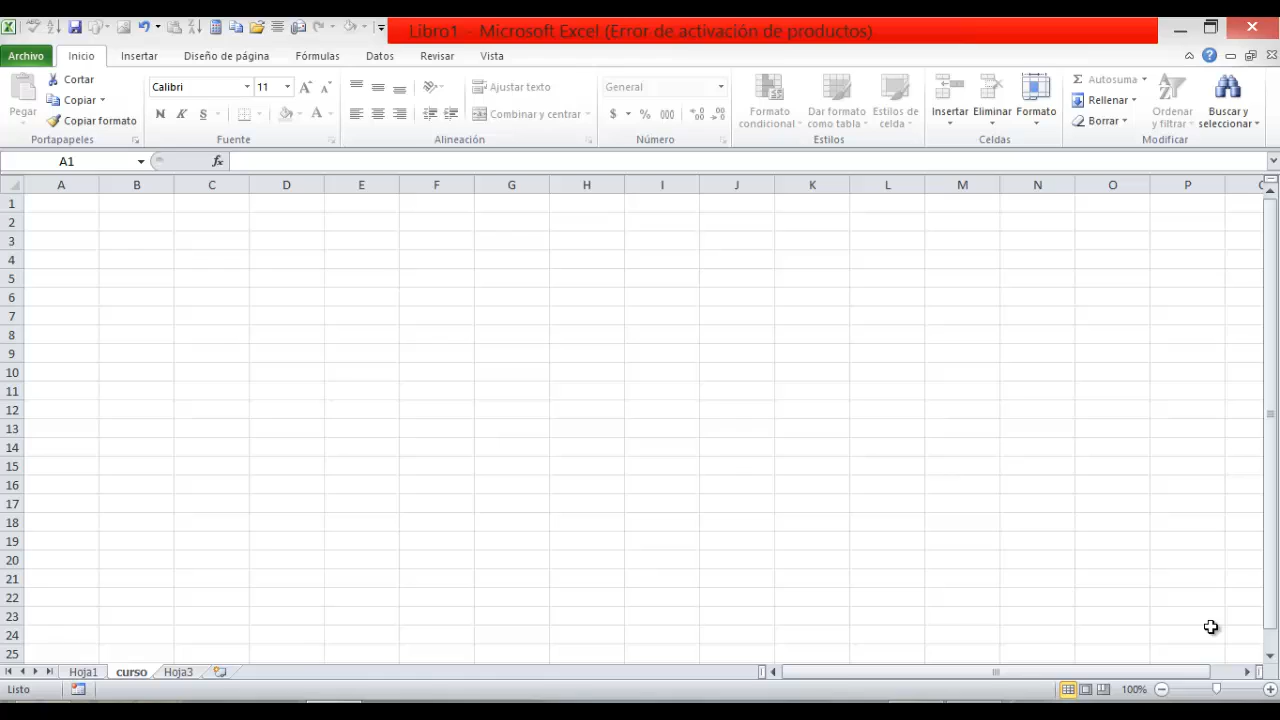 Libro1 - Microsoft Excel (Error de activación de productos)
Archivo Inicio Insertar Diseño de página Fórmulas Datos Revisar Vista
Pegar
Cortar
Copiar
Copiar formato
Portapapeles
Calibri 11
N K S A
Fuente
Ajustar texto
Combinar y centrar
Alineación
General
$ % 000
Número
Formato condicional
Dar formato como tabla
Estilos de celda
Estilos
Insertar Eliminar Formato
Celdas
Σ Autosuma
Rellenar
Borrar
Ordenar y filtrar
Buscar y seleccionar
Modificar
A1 fx
A B C D E F G H I J K L M N O P
1
2
3
4
5
6
7
8
9
10
11
12
13
14
15
16
17
18
19
20
21
22
23
24
25
Hoja1 curso Hoja3
Listo 100%